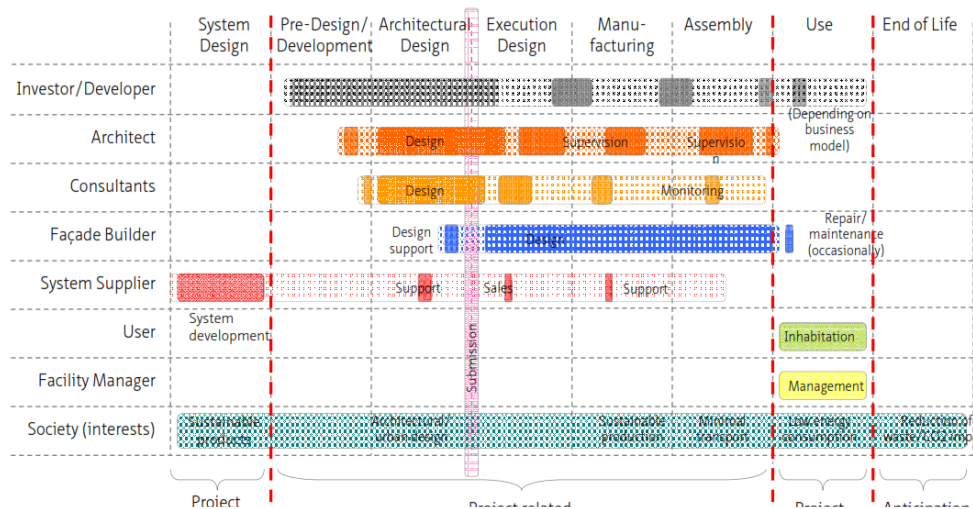 System
Design
Pre-Design/
Development
Architectural
Design
Execution
Design
Manu-
facturing
Assembly
Use
End of Life
Investor/Developer
(Depending on
business
model)
Architect
Design
Supervision
Supervisio
n
Consultants
Design
Monitoring
Façade Builder
Design
support
Design
Repair/
maintenance
(occasionally)
System Supplier
Support
Sales
Support
System
development
Submission
User
Inhabitation
Facility Manager
Management
Society (interests)
Sustainable
products
Architectural/
urban design
Sustainable
production
Minimal
transport
Low energy
consumption
Reduction of
waste/CO2 imp
Project
Project related
Project
Anticipation